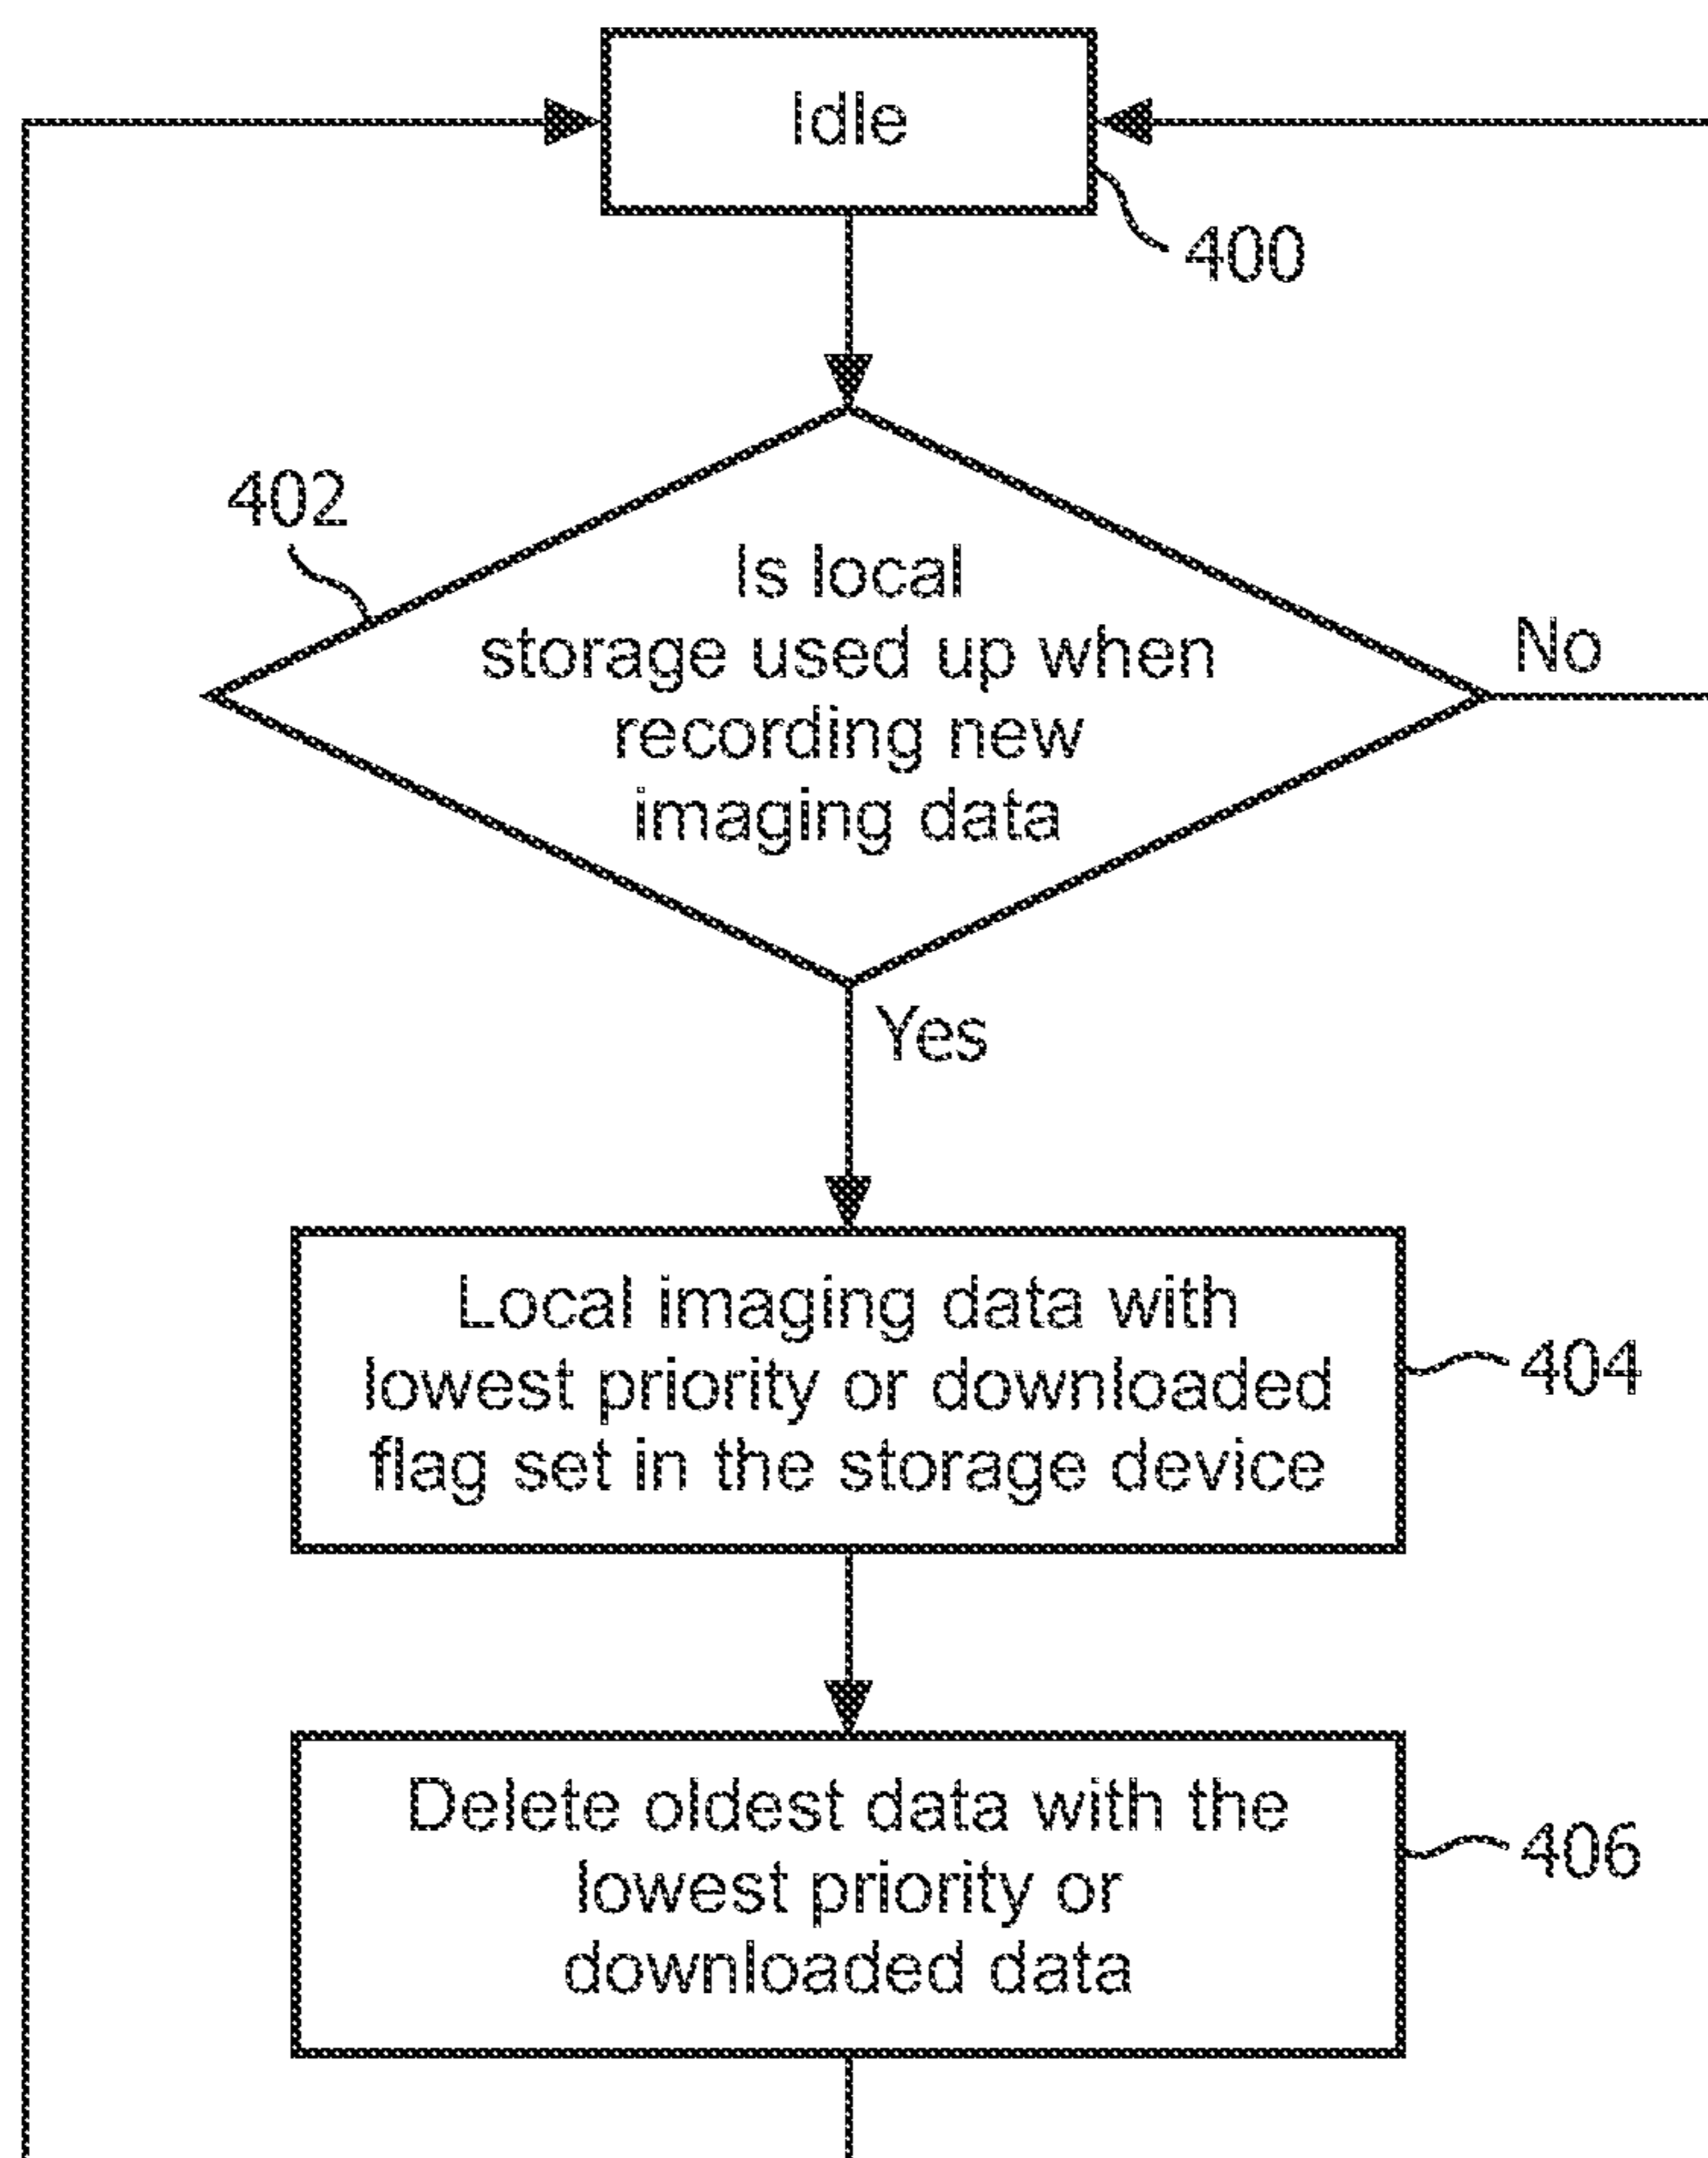 Idle
400
402
Is local
storage used up when
recording new
imaging data
No
Yes
Local imaging data with
lowest priority or downloaded
flag set in the storage device
404
Delete oldest data with the
lowest priority or
downloaded data
406